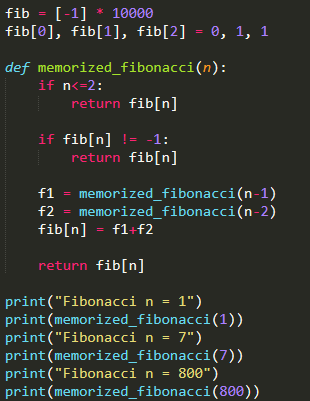 fib = [-1] * 10000
fib[0], fib[1], fib[2] = 0, 1, 1

def memorized_fibonacci(n):
    if n<=2:
        return fib[n]

    if fib[n] != -1:
        return fib[n]

    f1 = memorized_fibonacci(n-1)
    f2 = memorized_fibonacci(n-2)
    fib[n] = f1+f2

    return fib[n]

print("Fibonacci n = 1")
print(memorized_fibonacci(1))
print("Fibonacci n = 7")
print(memorized_fibonacci(7))
print("Fibonacci n = 800")
print(memorized_fibonacci(800))